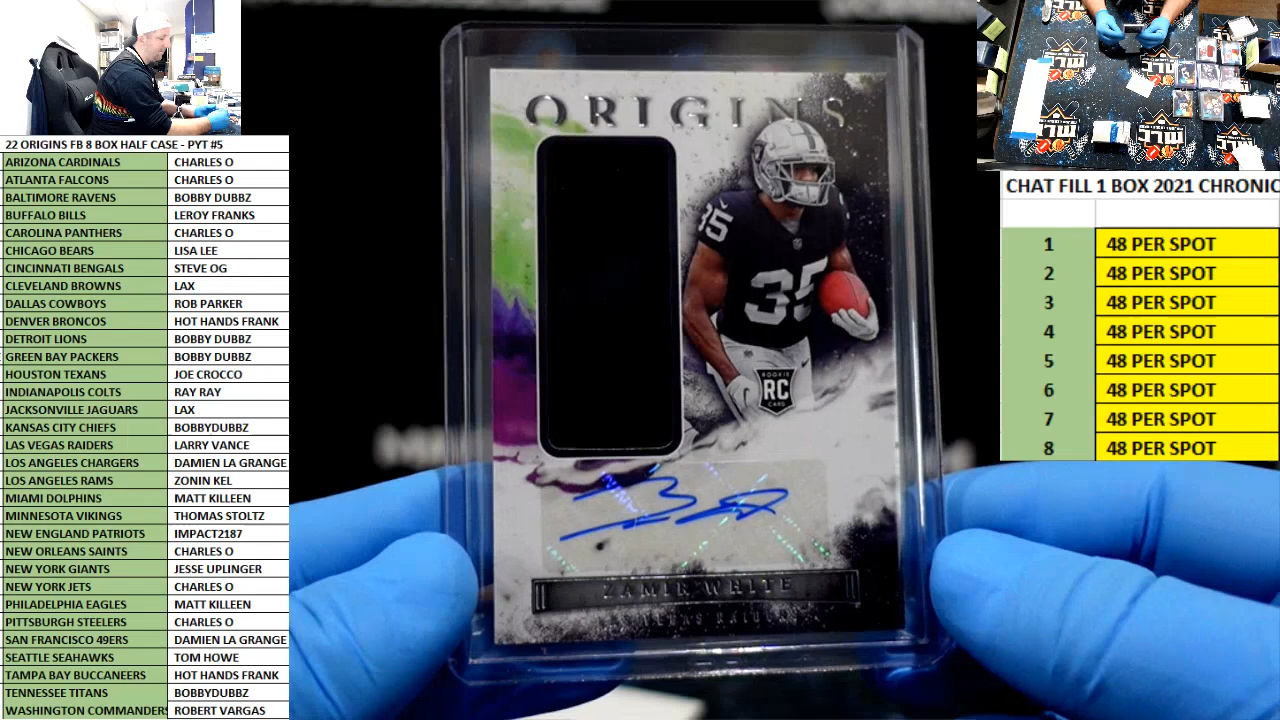 22 ORIGINS FB 8 BOX HALF CASE - PYT #5
ARIZONA CARDINALS CHARLES O
ATLANTA FALCONS CHARLES O
BALTIMORE RAVENS BOBBY DUBBZ
BUFFALO BILLS LEROY FRANKS
CAROLINA PANTHERS CHARLES O
CHICAGO BEARS LISA LEE
CINCINNATI BENGALS STEVE OG
CLEVELAND BROWNS LAX
DALLAS COWBOYS ROB PARKER
DENVER BRONCOS HOT HANDS FRANK
DETROIT LIONS BOBBY DUBBZ
GREEN BAY PACKERS BOBBY DUBBZ
HOUSTON TEXANS JOE CROCCO
INDIANAPOLIS COLTS RAY RAY
JACKSONVILLE JAGUARS LAX
KANSAS CITY CHIEFS BOBBYDUBBZ
LAS VEGAS RAIDERS LARRY VANCE
LOS ANGELES CHARGERS DAMIEN LA GRANGE
LOS ANGELES RAMS ZONIN KEL
MIAMI DOLPHINS MATT KILLEEN
MINNESOTA VIKINGS THOMAS STOLTZ
NEW ENGLAND PATRIOTS IMPACT2187
NEW ORLEANS SAINTS CHARLES O
NEW YORK GIANTS JESSE UPLINGER
NEW YORK JETS CHARLES O
PHILADELPHIA EAGLES MATT KILLEEN
PITTSBURGH STEELERS CHARLES O
SAN FRANCISCO 49ERS DAMIEN LA GRANGE
SEATTLE SEAHAWKS TOM HOWE
TAMPA BAY BUCCANEERS HOT HANDS FRANK
TENNESSEE TITANS BOBBYDUBBZ
WASHINGTON COMMANDERS ROBERT VARGAS
ORIGINS
35
35
ROOKIE
RC
CARD
ZAMIR WHITE
LAS VEGAS RAIDERS
CHAT FILL 1 BOX 2021 CHRONIC
1 48 PER SPOT
2 48 PER SPOT
3 48 PER SPOT
4 48 PER SPOT
5 48 PER SPOT
6 48 PER SPOT
7 48 PER SPOT
8 48 PER SPOT